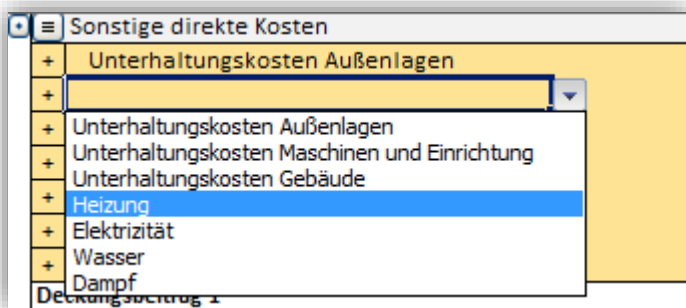 Sonstige direkte Kosten
+ Unterhaltungskosten Außenlagen
+
+ Unterhaltungskosten Außenlagen
+ Unterhaltungskosten Maschinen und Einrichtung
Unterhaltungskosten Gebäude
+ Heizung
+ Elektrizität
+ Wasser
Dampf
Deckungsbeitrag 1